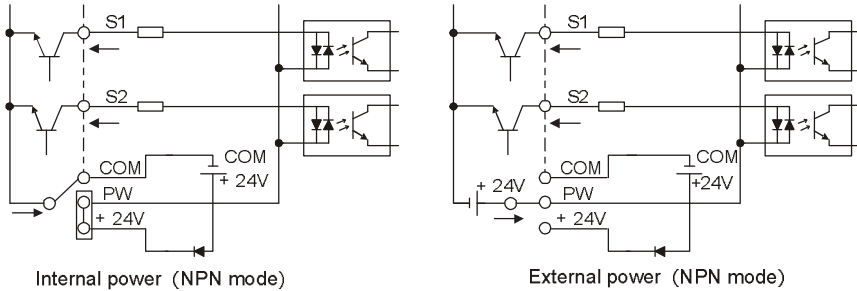 S1
S2
COM
COM
+ 24V
PW
+ 24V
Internal power (NPN mode)
S1
S2
COM
COM
+24V
+ 24V
PW
+ 24V
External power (NPN mode)